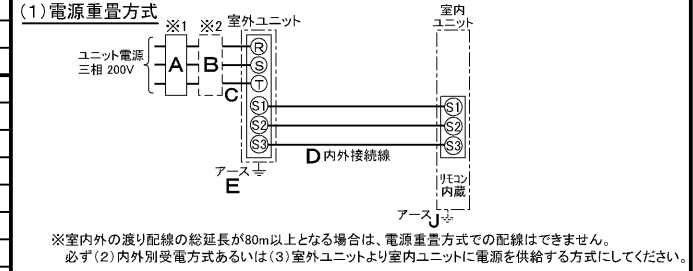 (1)電源重畳方式
※1 ※2 室外ユニット
室内
ユニット
ユニット電源
三相 200V
A
B
C
R
S
T
S1
S2
S3
S1
S2
S3
D 内外接続線
アース
E
リモコン
内蔵
アース
J
※室内外の渡り配線の総延長が80m以上となる場合は、電源重畳方式での配線はできません。
必ず(2)内外別受電方式あるいは(3)室外ユニットより室内ユニットに電源を供給する方式にしてください。